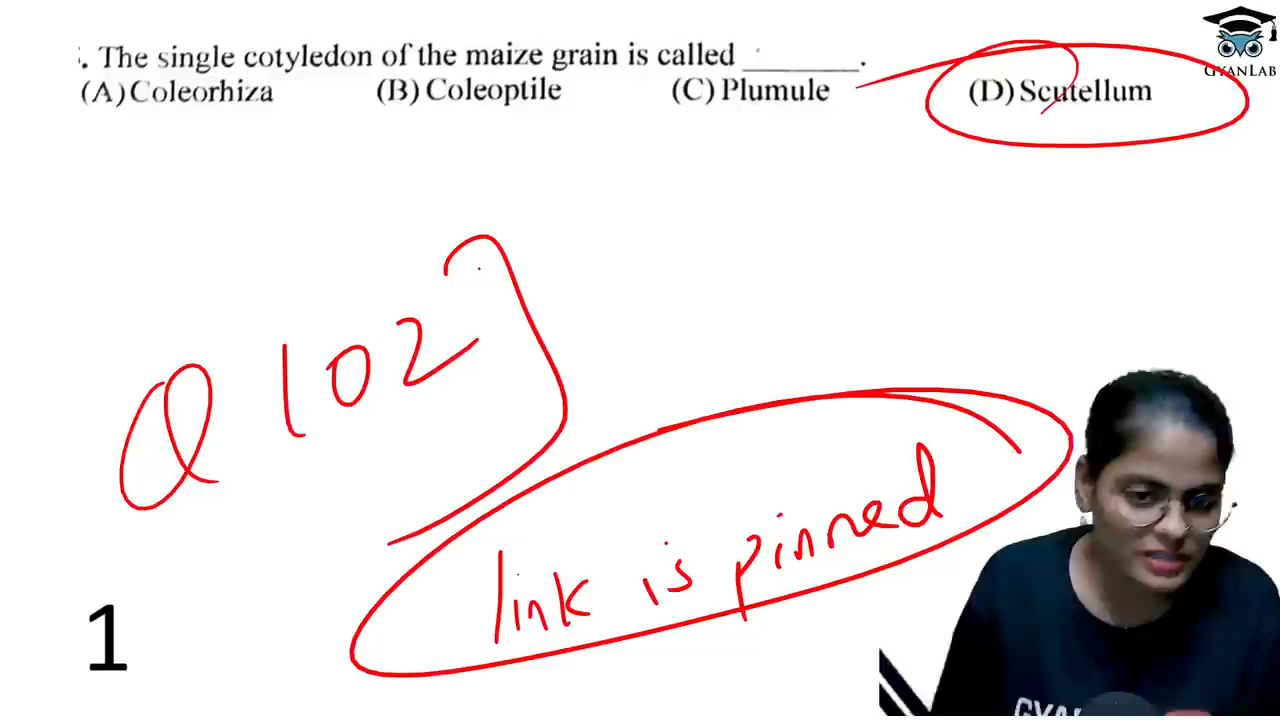 . The single cotyledon of the maize grain is called ________.
(A) Coleorhiza (B) Coleoptile (C) Plumule (D) Scutellum
GYANLAB
Q 102
link is pinned
1